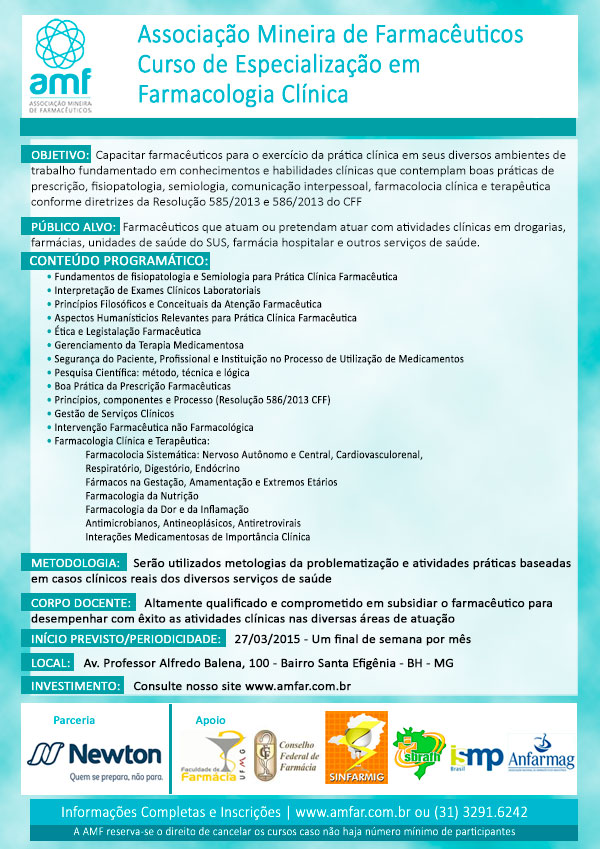 amf
ASSOCIAÇÃO MINEIRA
DE FARMACÊUTICOS
Associação Mineira de Farmacêuticos
Curso de Especialização em
Farmacologia Clínica
OBJETIVO: Capacitar farmacêuticos para o exercício da prática clínica em seus diversos ambientes de
trabalho fundamentado em conhecimentos e habilidades clínicas que contemplam boas práticas de
prescrição, fisiopatologia, semiologia, comunicação interpessoal, farmacolocia clínica e terapêutica
conforme diretrizes da Resolução 585/2013 e 586/2013 do CFF
PÚBLICO ALVO: Farmacêuticos que atuam ou pretendam atuar com atividades clínicas em drogarias,
farmácias, unidades de saúde do SUS, farmácia hospitalar e outros serviços de saúde.
CONTEÚDO PROGRAMÁTICO:
• Fundamentos de fisiopatologia e Semiologia para Prática Clínica Farmacêutica
• Interpretação de Exames Clínicos Laboratoriais
• Princípios Filosóficos e Conceituais da Atenção Farmacêutica
• Aspectos Humanísticios Relevantes para Prática Clínica Farmacêutica
• Ética e Legistalação Farmacêutica
• Gerenciamento da Terapia Medicamentosa
• Segurança do Paciente, Profissional e Instituição no Processo de Utilização de Medicamentos
• Pesquisa Científica: método, técnica e lógica
• Boa Prática da Prescrição Farmacêuticas
• Princípios, componentes e Processo (Resolução 586/2013 CFF)
• Gestão de Serviços Clínicos
• Intervenção Farmacêutica não Farmacológica
• Farmacologia Clínica e Terapêutica:
Farmacolocia Sistemática: Nervoso Autônomo e Central, Cardiovasculorenal,
Respiratório, Digestório, Endócrino
Fármacos na Gestação, Amamentação e Extremos Etários
Farmacologia da Nutrição
Farmacologia da Dor e da Inflamação
Antimicrobianos, Antineoplásicos, Antiretrovirais
Interações Medicamentosas de Importância Clínica
METODOLOGIA: Serão utilizados metologias da problematização e atividades práticas baseadas
em casos clínicos reais dos diversos serviços de saúde
CORPO DOCENTE: Altamente qualificado e comprometido em subsidiar o farmacêutico para
desempenhar com êxito as atividades clínicas nas diversas áreas de atuação
INÍCIO PREVISTO/PERIODICIDADE: 27/03/2015 - Um final de semana por mês
LOCAL: Av. Professor Alfredo Balena, 100 - Bairro Santa Efigênia - BH - MG
INVESTIMENTO: Consulte nosso site www.amfar.com.br
Parceria
Newton
Quem se prepara, não para.
Apoio
Faculdade de
Farmácia
UFMG
Conselho
Federal de
Farmácia
SINFARMIG
sbrafh
ismp
Brasil
Anfarmag
Informações Completas e Inscrições | www.amfar.com.br ou (31) 3291.6242
A AMF reserva-se o direito de cancelar os cursos caso não haja número mínimo de participantes